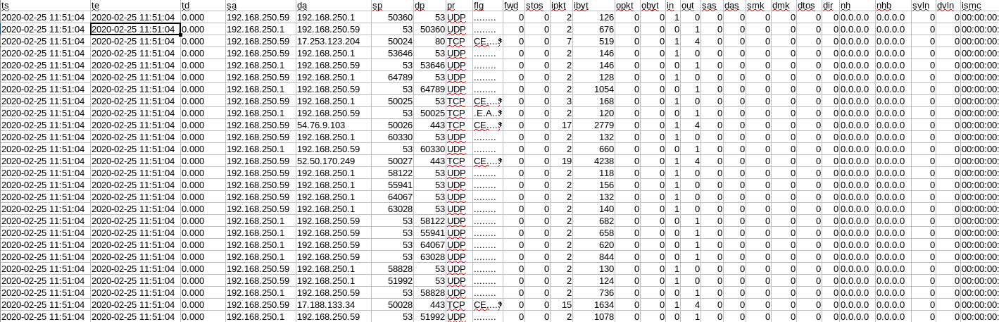 ts te td sa da sp dp pr flg fwd stos ipkt ibyt opkt obyt in out sas das smk dmk dtos dir nh nhb svln dvln ismc
2020-02-25 11:51:04 2020-02-25 11:51:04 0.000 192.168.250.59 192.168.250.1 50360 53 UDP ........ 0 0 2 126 0 0 1 0 0 0 0 0 0 0 0.0.0.0 0.0.0.0 0 0 00:00:00:
2020-02-25 11:51:04 2020-02-25 11:51:04 0.000 192.168.250.1 192.168.250.59 53 50360 UDP ........ 0 0 2 676 0 0 0 1 0 0 0 0 0 0 0.0.0.0 0.0.0.0 0 0 00:00:00:
2020-02-25 11:51:04 2020-02-25 11:51:04 0.000 192.168.250.59 17.253.123.204 50024 80 TCP CE.... 0 0 7 519 0 0 1 4 0 0 0 0 0 0 0.0.0.0 0.0.0.0 0 0 00:00:00:
2020-02-25 11:51:04 2020-02-25 11:51:04 0.000 192.168.250.59 192.168.250.1 53646 53 UDP ........ 0 0 2 146 0 0 1 0 0 0 0 0 0 0 0.0.0.0 0.0.0.0 0 0 00:00:00:
2020-02-25 11:51:04 2020-02-25 11:51:04 0.000 192.168.250.1 192.168.250.59 53 53646 UDP ........ 0 0 2 146 0 0 0 1 0 0 0 0 0 0 0.0.0.0 0.0.0.0 0 0 00:00:00:
2020-02-25 11:51:04 2020-02-25 11:51:04 0.000 192.168.250.59 192.168.250.1 64789 53 UDP ........ 0 0 2 128 0 0 1 0 0 0 0 0 0 0 0.0.0.0 0.0.0.0 0 0 00:00:00:
2020-02-25 11:51:04 2020-02-25 11:51:04 0.000 192.168.250.1 192.168.250.59 53 64789 UDP ........ 0 0 2 1054 0 0 0 1 0 0 0 0 0 0 0.0.0.0 0.0.0.0 0 0 00:00:00:
2020-02-25 11:51:04 2020-02-25 11:51:04 0.000 192.168.250.59 192.168.250.1 50025 53 TCP CE.... 0 0 3 168 0 0 1 0 0 0 0 0 0 0 0.0.0.0 0.0.0.0 0 0 00:00:00:
2020-02-25 11:51:04 2020-02-25 11:51:04 0.000 192.168.250.1 192.168.250.59 53 50025 TCP .E.A.. 0 0 2 120 0 0 0 1 0 0 0 0 0 0 0.0.0.0 0.0.0.0 0 0 00:00:00:
2020-02-25 11:51:04 2020-02-25 11:51:04 0.000 192.168.250.59 54.76.9.103 50026 443 TCP CE.... 0 0 17 2779 0 0 1 4 0 0 0 0 0 0 0.0.0.0 0.0.0.0 0 0 00:00:00:
2020-02-25 11:51:04 2020-02-25 11:51:04 0.000 192.168.250.59 192.168.250.1 60330 53 UDP ........ 0 0 2 132 0 0 1 0 0 0 0 0 0 0 0.0.0.0 0.0.0.0 0 0 00:00:00:
2020-02-25 11:51:04 2020-02-25 11:51:04 0.000 192.168.250.1 192.168.250.59 53 60330 UDP ........ 0 0 2 660 0 0 0 1 0 0 0 0 0 0 0.0.0.0 0.0.0.0 0 0 00:00:00:
2020-02-25 11:51:04 2020-02-25 11:51:04 0.000 192.168.250.59 52.50.170.249 50027 443 TCP CE.... 0 0 19 4238 0 0 1 4 0 0 0 0 0 0 0.0.0.0 0.0.0.0 0 0 00:00:00:
2020-02-25 11:51:04 2020-02-25 11:51:04 0.000 192.168.250.59 192.168.250.1 58122 53 UDP ........ 0 0 2 118 0 0 1 0 0 0 0 0 0 0 0.0.0.0 0.0.0.0 0 0 00:00:00:
2020-02-25 11:51:04 2020-02-25 11:51:04 0.000 192.168.250.59 192.168.250.1 55941 53 UDP ........ 0 0 2 156 0 0 1 0 0 0 0 0 0 0 0.0.0.0 0.0.0.0 0 0 00:00:00:
2020-02-25 11:51:04 2020-02-25 11:51:04 0.000 192.168.250.59 192.168.250.1 64067 53 UDP ........ 0 0 2 132 0 0 1 0 0 0 0 0 0 0 0.0.0.0 0.0.0.0 0 0 00:00:00:
2020-02-25 11:51:04 2020-02-25 11:51:04 0.000 192.168.250.59 192.168.250.1 63028 53 UDP ........ 0 0 2 140 0 0 1 0 0 0 0 0 0 0 0.0.0.0 0.0.0.0 0 0 00:00:00:
2020-02-25 11:51:04 2020-02-25 11:51:04 0.000 192.168.250.1 192.168.250.59 53 58122 UDP ........ 0 0 2 682 0 0 0 1 0 0 0 0 0 0 0.0.0.0 0.0.0.0 0 0 00:00:00:
2020-02-25 11:51:04 2020-02-25 11:51:04 0.000 192.168.250.1 192.168.250.59 53 55941 UDP ........ 0 0 2 658 0 0 0 1 0 0 0 0 0 0 0.0.0.0 0.0.0.0 0 0 00:00:00:
2020-02-25 11:51:04 2020-02-25 11:51:04 0.000 192.168.250.1 192.168.250.59 53 64067 UDP ........ 0 0 2 620 0 0 0 1 0 0 0 0 0 0 0.0.0.0 0.0.0.0 0 0 00:00:00:
2020-02-25 11:51:04 2020-02-25 11:51:04 0.000 192.168.250.1 192.168.250.59 53 63028 UDP ........ 0 0 2 844 0 0 0 1 0 0 0 0 0 0 0.0.0.0 0.0.0.0 0 0 00:00:00:
2020-02-25 11:51:04 2020-02-25 11:51:04 0.000 192.168.250.59 192.168.250.1 58828 53 UDP ........ 0 0 2 130 0 0 1 0 0 0 0 0 0 0 0.0.0.0 0.0.0.0 0 0 00:00:00:
2020-02-25 11:51:04 2020-02-25 11:51:04 0.000 192.168.250.59 192.168.250.1 51992 53 UDP ........ 0 0 2 124 0 0 1 0 0 0 0 0 0 0 0.0.0.0 0.0.0.0 0 0 00:00:00:
2020-02-25 11:51:04 2020-02-25 11:51:04 0.000 192.168.250.1 192.168.250.59 53 58828 UDP ........ 0 0 2 736 0 0 0 1 0 0 0 0 0 0 0.0.0.0 0.0.0.0 0 0 00:00:00:
2020-02-25 11:51:04 2020-02-25 11:51:04 0.000 192.168.250.59 17.188.133.34 50028 443 TCP CE.... 0 0 15 1634 0 0 1 4 0 0 0 0 0 0 0.0.0.0 0.0.0.0 0 0 00:00:00:
2020-02-25 11:51:04 2020-02-25 11:51:04 0.000 192.168.250.1 192.168.250.59 53 51992 UDP ........ 0 0 2 1078 0 0 0 1 0 0 0 0 0 0 0.0.0.0 0.0.0.0 0 0 00:00:00: